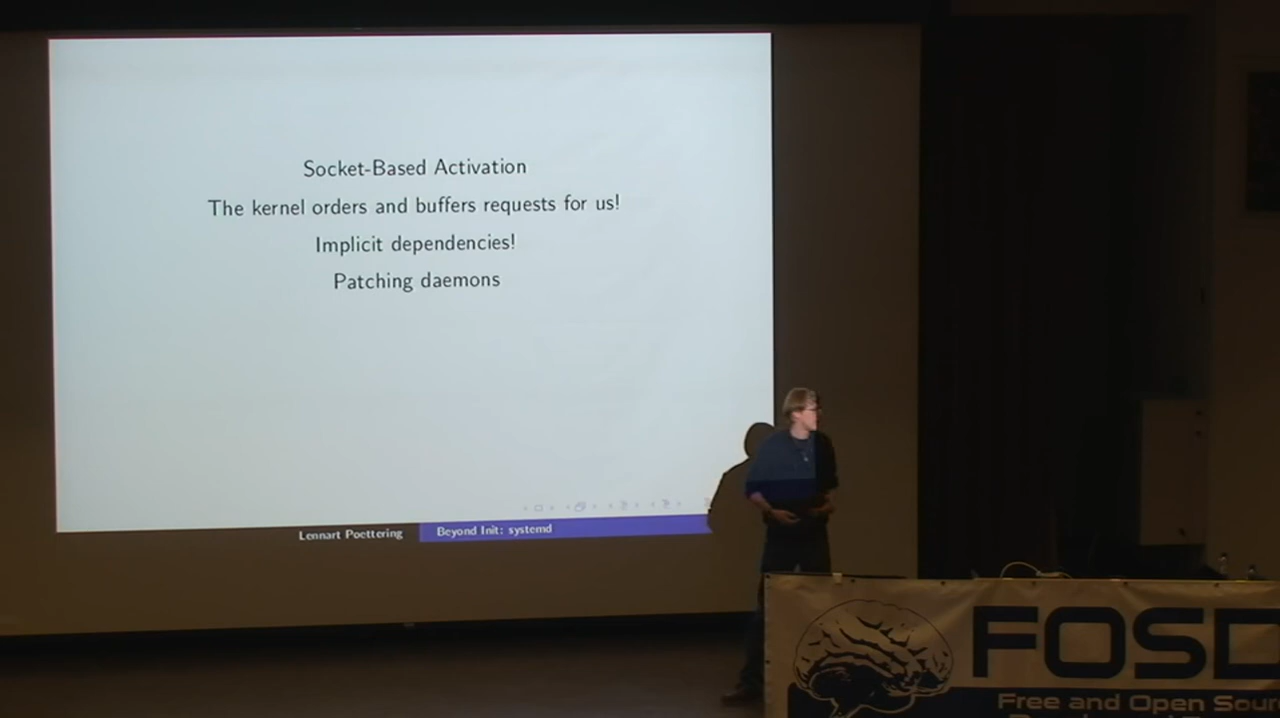 Socket-Based Activation
The kernel orders and buffers requests for us!
Implicit dependencies!
Patching daemons
Lennart Poettering
Beyond Init: systemd
FOSD
Free and Open Sour